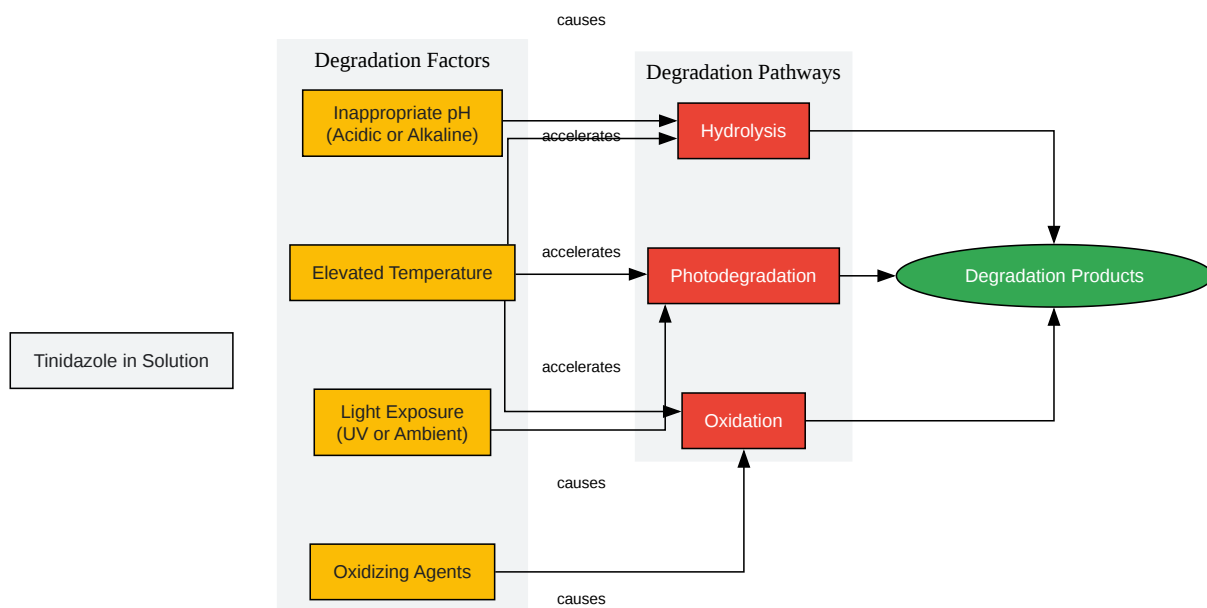 causes
Degradation Factors
Degradation Pathways
Inappropriate pH
(Acidic or Alkaline)
accelerates
Hydrolysis
Elevated Temperature
accelerates
Photodegradation
Degradation Products
Tinidazole in Solution
accelerates
Light Exposure
(UV or Ambient)
Oxidation
causes
Oxidizing Agents
causes